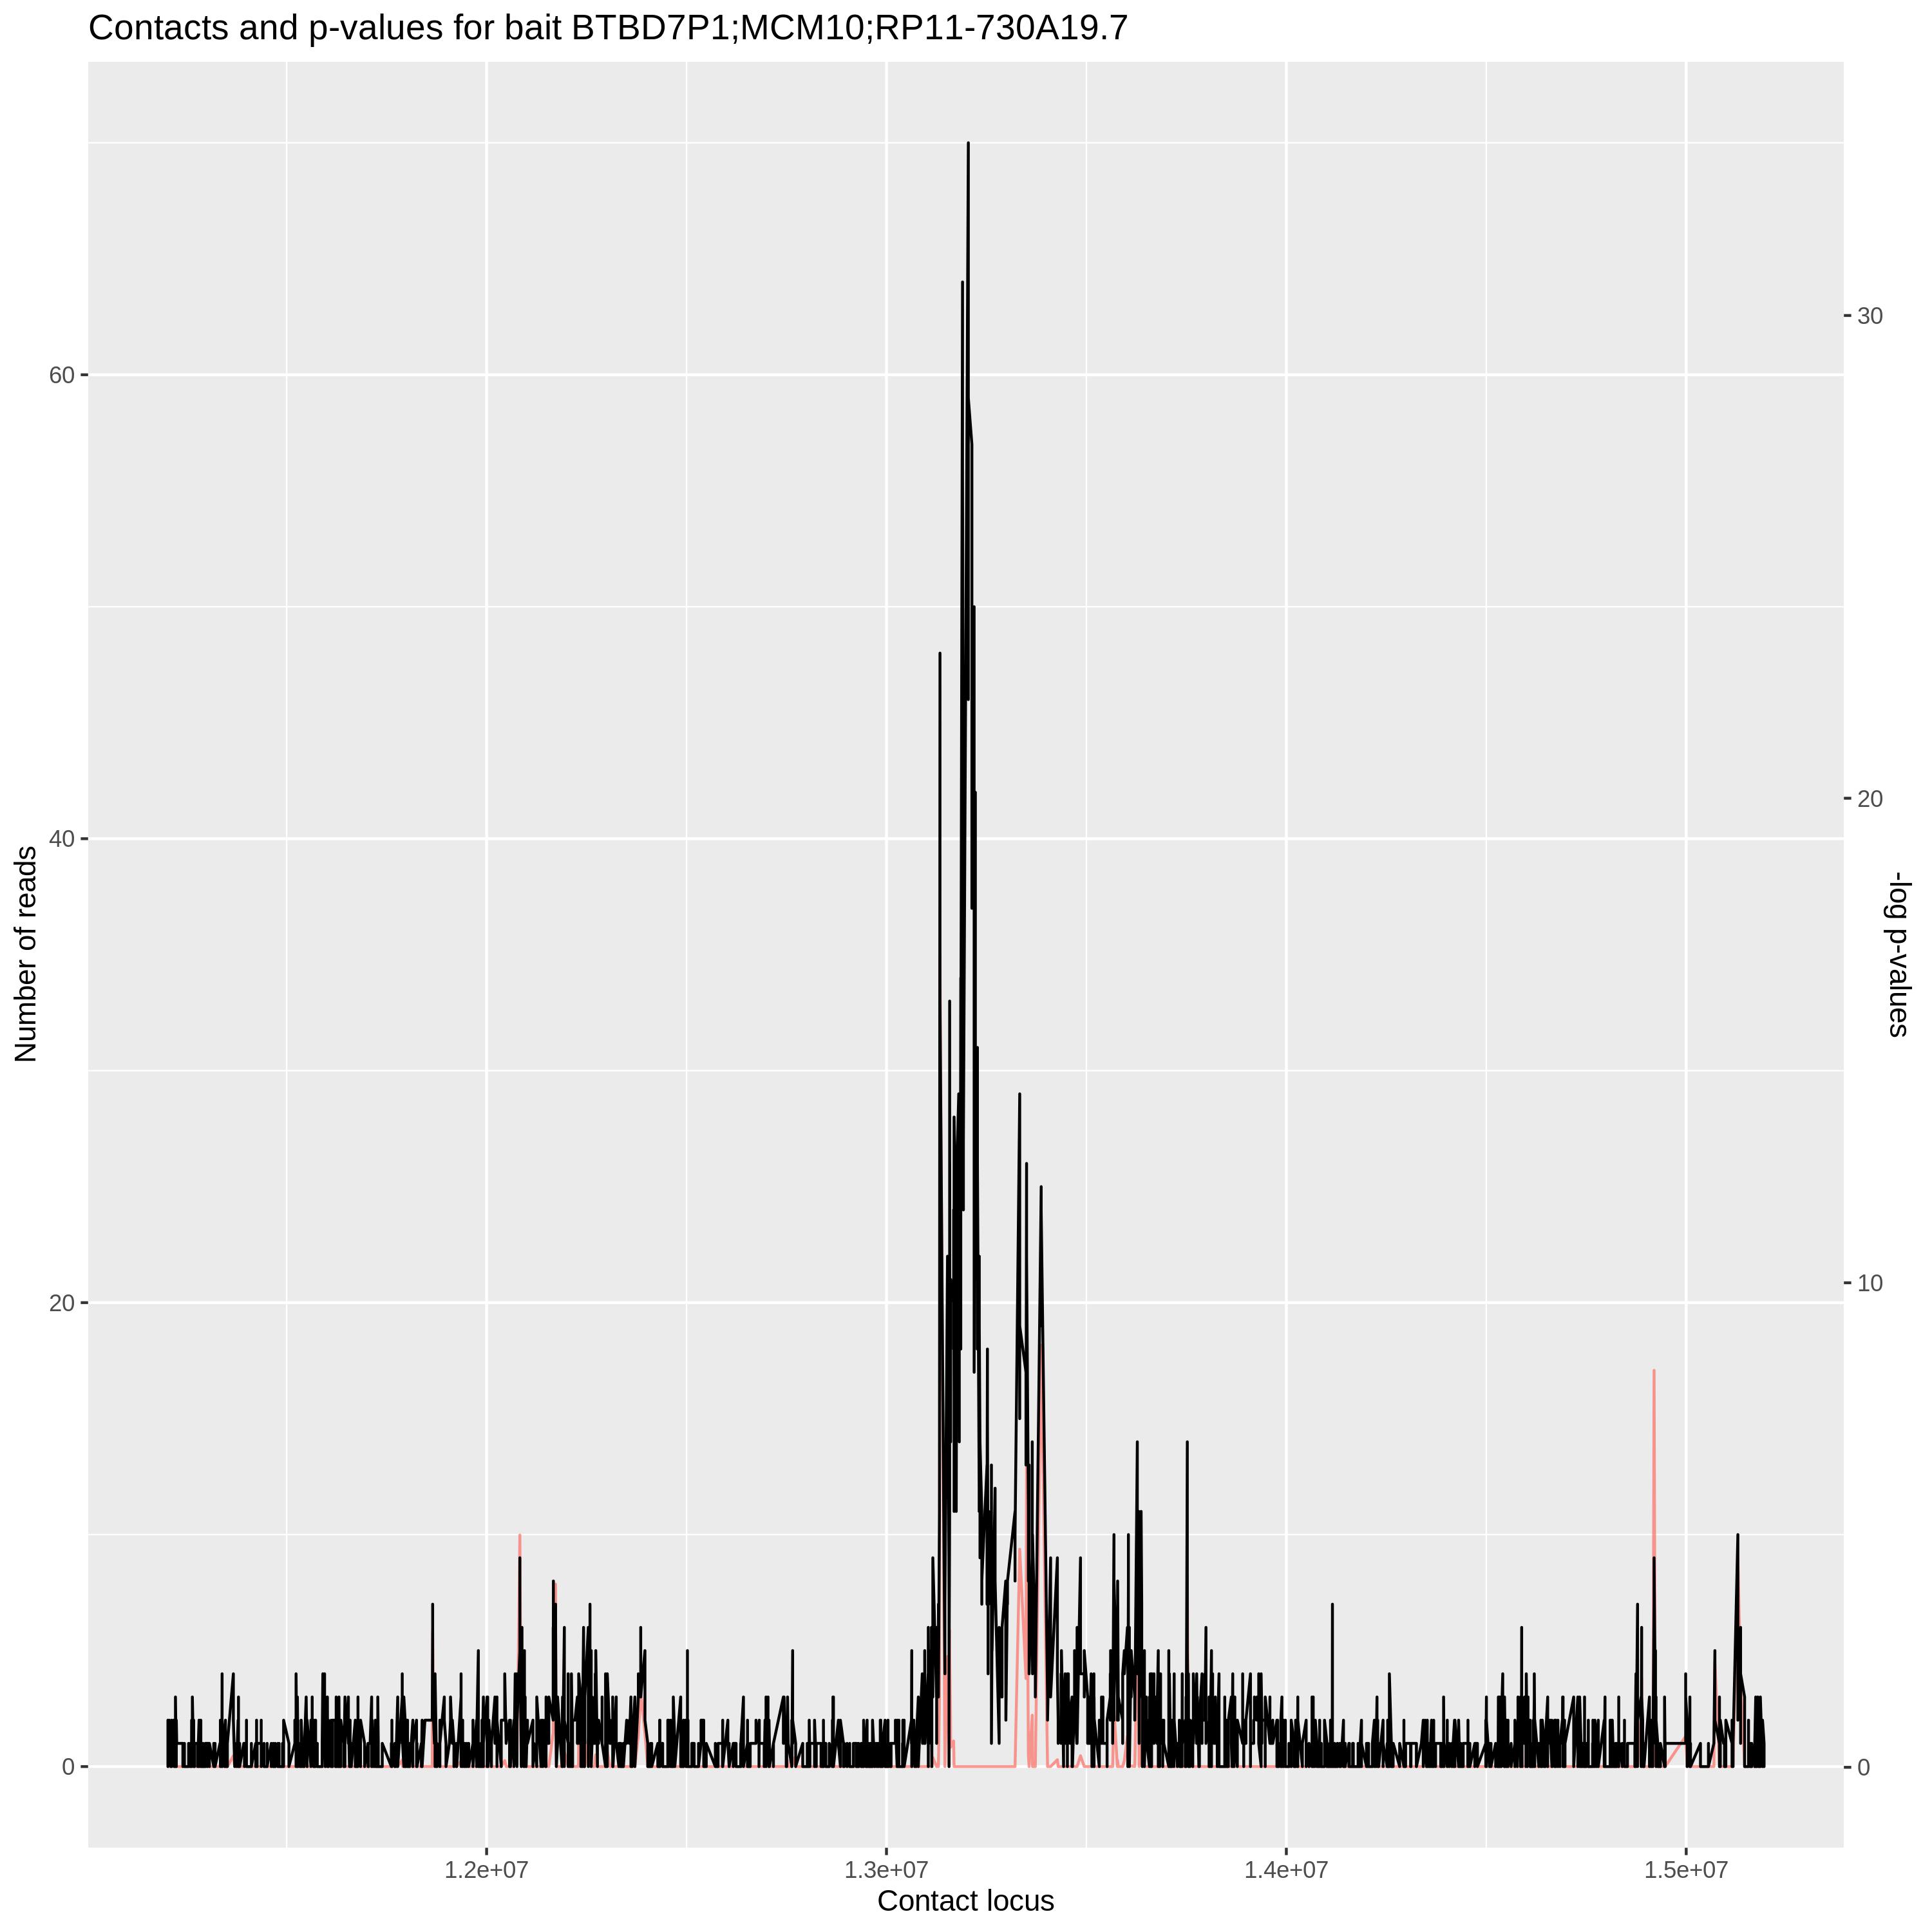 Contacts and p-values for bait BTBD7P1;MCM10;RP11-730A19.7
Number of reads
60
40
20
0
30
20
10
0
-log p-values
1.2e+07
1.3e+07
1.4e+07
1.5e+07
Contact locus